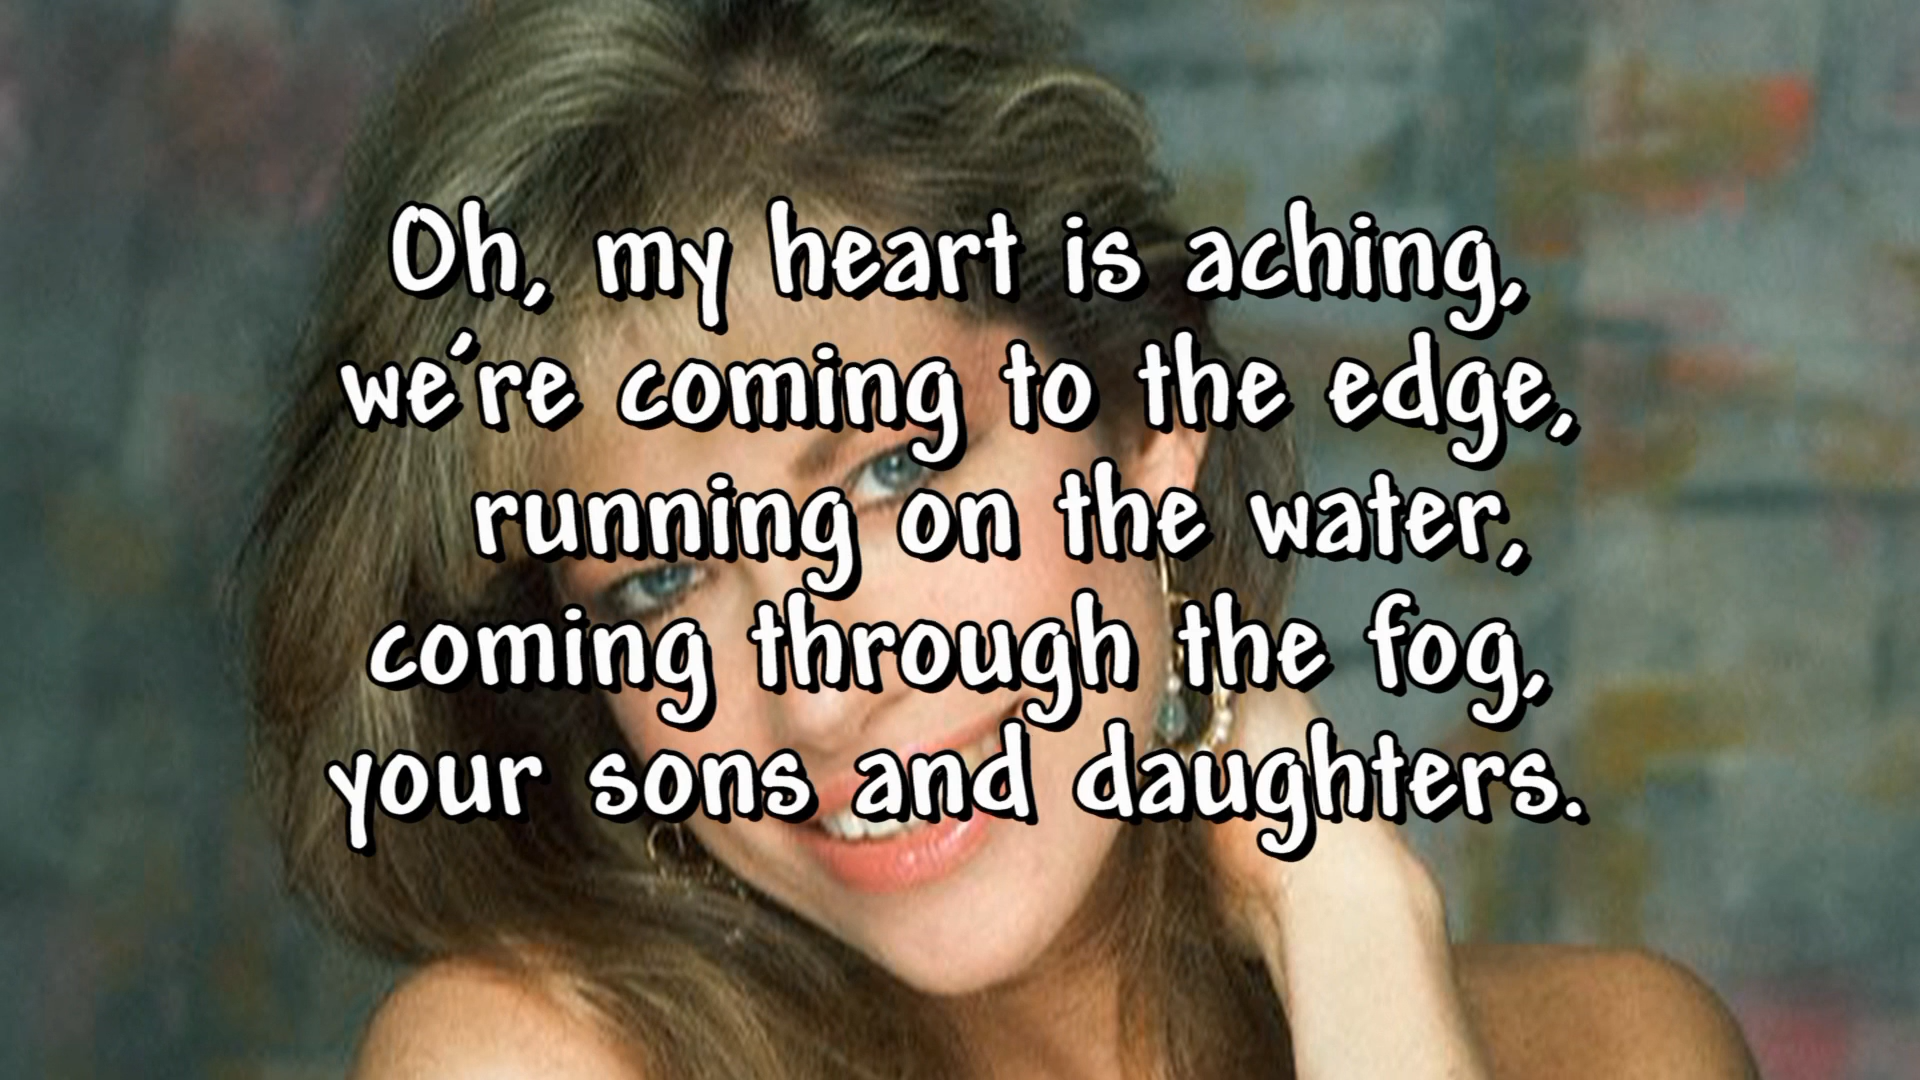 Oh, my heart is aching,
we're coming to the edge,
running on the water,
coming through the fog,
your sons and daughters.